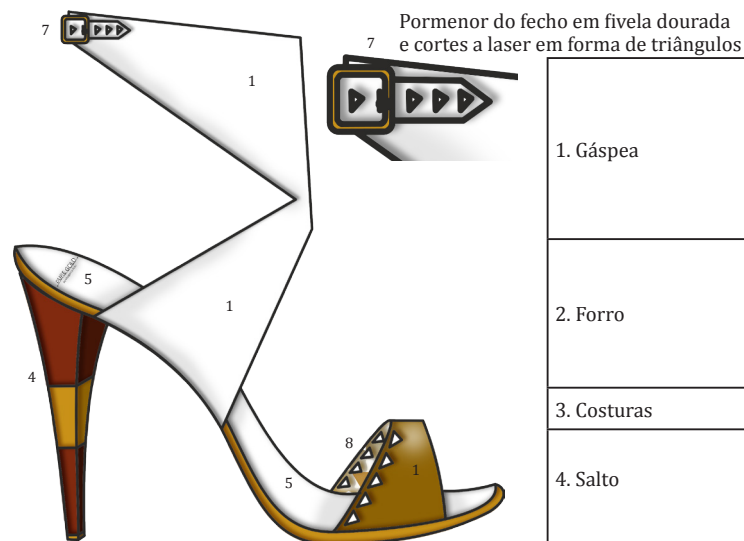 Pormenor do fecho em fivela dourada
e cortes a laser em forma de triângulos
7
7
1
1. Gáspea
5
1
2. Forro
4
3. Costuras
8
5
1
4. Salto